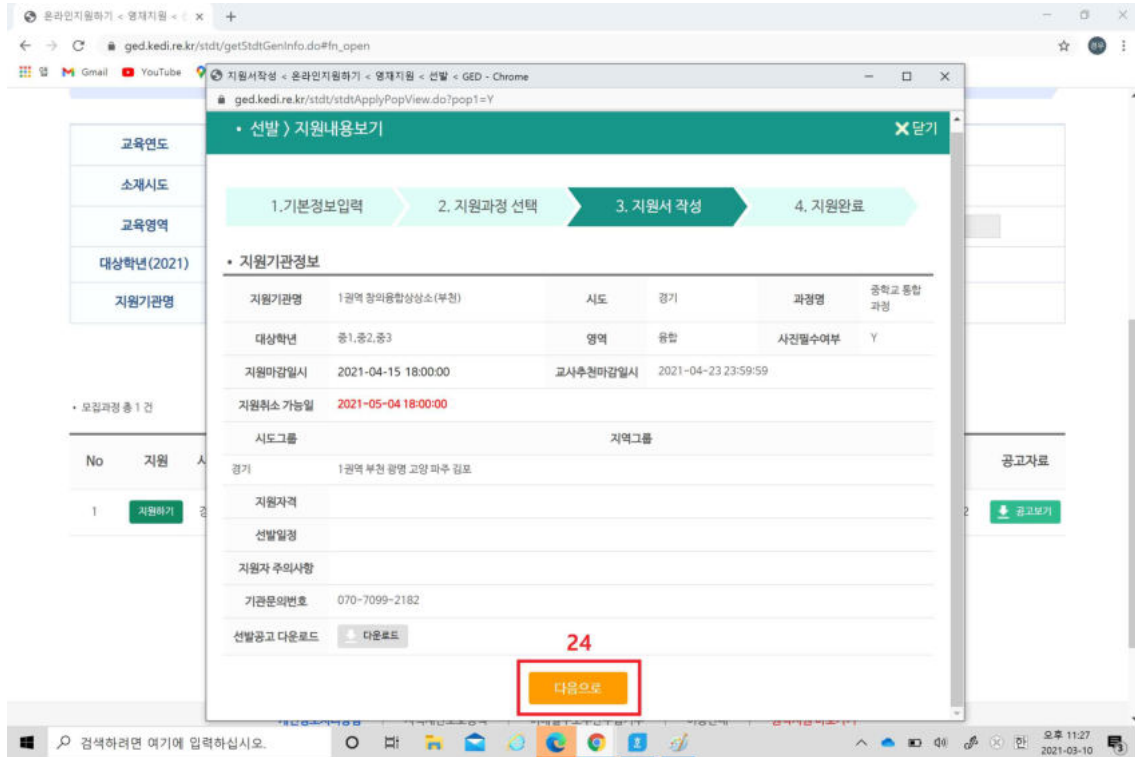 온라인지원하기 < 영재지원 <
ged.kedi.re.kr/stdt/getStdtGenInfo.do#fn_open
앱 Gmail YouTube
지원서작성 < 온라인지원하기 < 영재지원 < 선발 < GED - Chrome
ged.kedi.re.kr/stdt/stdtApplyPopView.do?pop1=Y
• 선발 > 지원내용보기 닫기
1.기본정보입력 2. 지원과정 선택 3. 지원서 작성 4. 지원완료
• 지원기관정보
지원기관명 1권역 창의융합상상소(부천) 시도 경기 과정명 중학교 통합
과정
대상학년 중1,중2,중3 영역 융합 사진필수여부 Y
지원마감일시 2021-04-15 18:00:00 교사추천마감일시 2021-04-23 23:59:59
지원취소 가능일 2021-05-04 18:00:00
시도그룹 지역그룹
경기 1권역 부천 광명 고양 파주 김포
지원자격
선발일정
지원자 주의사항
기관문의번호 070-7099-2182
선발공고 다운로드 다운로드
24
다음으로
교육연도
소재시도
교육영역
대상학년(2021)
지원기관명
• 모집과정 총 1 건
No 지원 공고자료
1 지원하기 공고보기
검색하려면 여기에 입력하십시오.
한
오후 11:27
2021-03-10